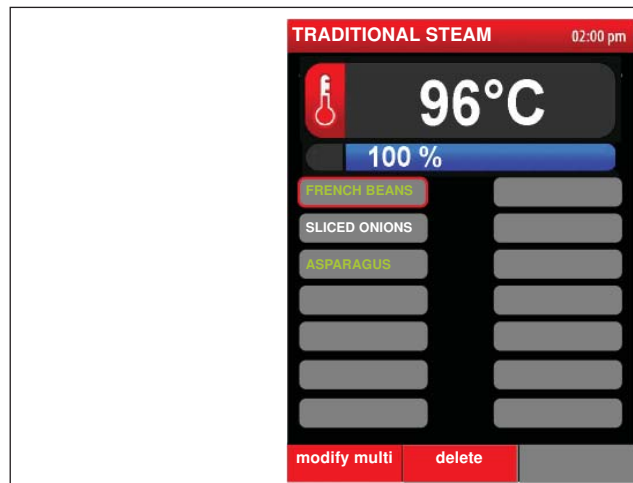 TRADITIONAL STEAM 02:00 pm
96°C
100 %
FRENCH BEANS
SLICED ONIONS
ASPARAGUS
modify multi delete